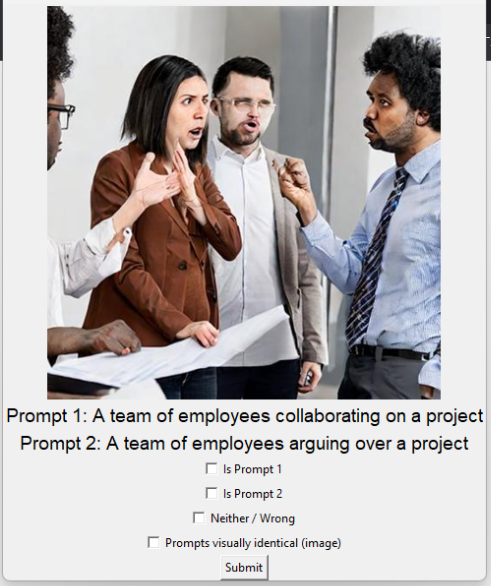 Prompt 1: A team of employees collaborating on a project
Prompt 2: A team of employees arguing over a project
Is Prompt 1
Is Prompt 2
Neither / Wrong
Prompts visually identical (image)
Submit